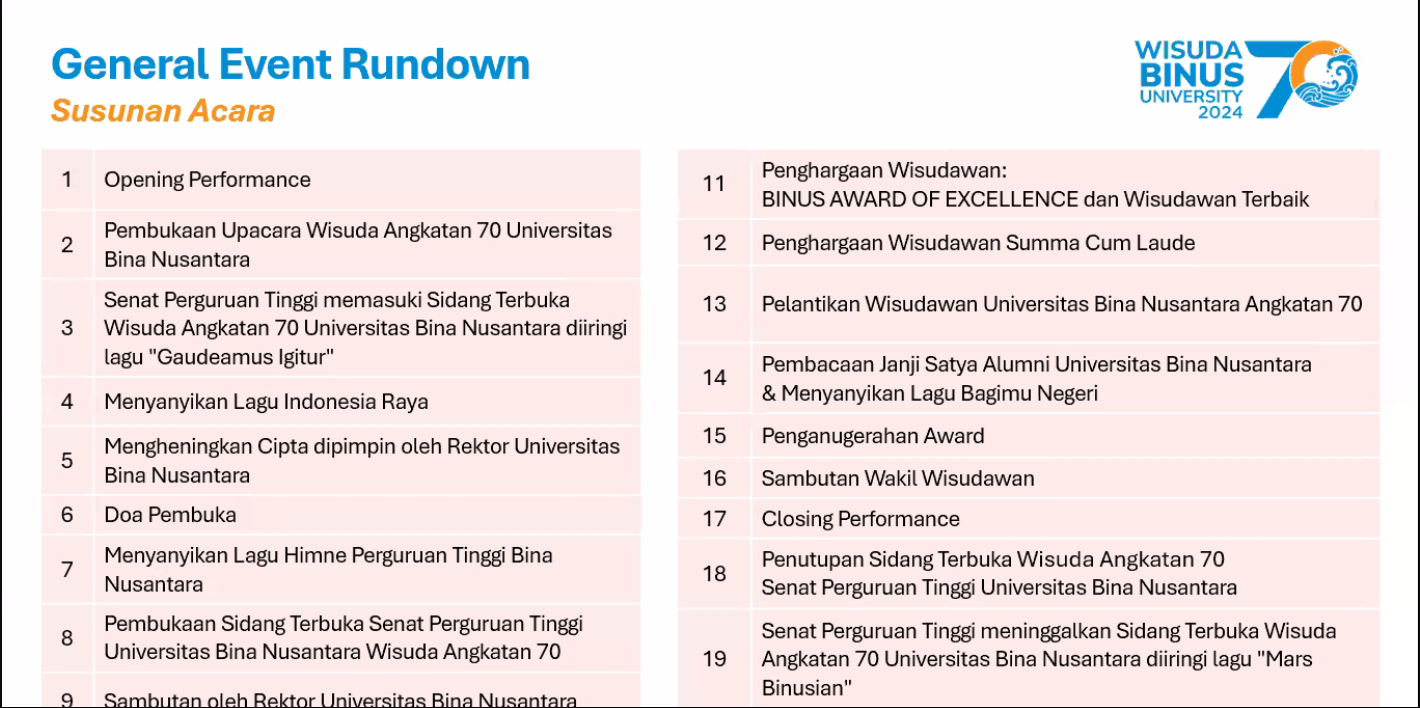 General Event Rundown
Susunan Acara
WISUDA
BINUS
UNIVERSITY
2024
70
1 Opening Performance
2 Pembukaan Upacara Wisuda Angkatan 70 Universitas
Bina Nusantara
3 Senat Perguruan Tinggi memasuki Sidang Terbuka
Wisuda Angkatan 70 Universitas Bina Nusantara diiringi
lagu "Gaudeamus Igitur"
4 Menyanyikan Lagu Indonesia Raya
5 Mengheningkan Cipta dipimpin oleh Rektor Universitas
Bina Nusantara
6 Doa Pembuka
7 Menyanyikan Lagu Himne Perguruan Tinggi Bina
Nusantara
8 Pembukaan Sidang Terbuka Senat Perguruan Tinggi
Universitas Bina Nusantara Wisuda Angkatan 70
9 Sambutan oleh Rektor Universitas Bina Nusantara
11 Penghargaan Wisudawan:
BINUS AWARD OF EXCELLENCE dan Wisudawan Terbaik
12 Penghargaan Wisudawan Summa Cum Laude
13 Pelantikan Wisudawan Universitas Bina Nusantara Angkatan 70
14 Pembacaan Janji Satya Alumni Universitas Bina Nusantara
& Menyanyikan Lagu Bagimu Negeri
15 Penganugerahan Award
16 Sambutan Wakil Wisudawan
17 Closing Performance
18 Penutupan Sidang Terbuka Wisuda Angkatan 70
Senat Perguruan Tinggi Universitas Bina Nusantara
19 Senat Perguruan Tinggi meninggalkan Sidang Terbuka Wisuda
Angkatan 70 Universitas Bina Nusantara diiringi lagu "Mars
Binusian"